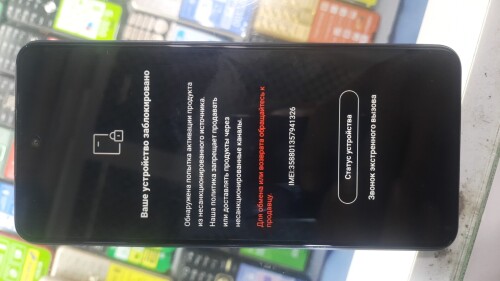 Ваше устройство заблокировано
Обнаружена попытка активации продукта
из несанкционированного источника.
Наша политика запрещает продавать
или доставлять продукты через
несанкционированные каналы.
Для обмена или возврата обращайтесь к
продавцу.
IMEI:358801357941326
Статус устройства
Звонок экстренного вызова